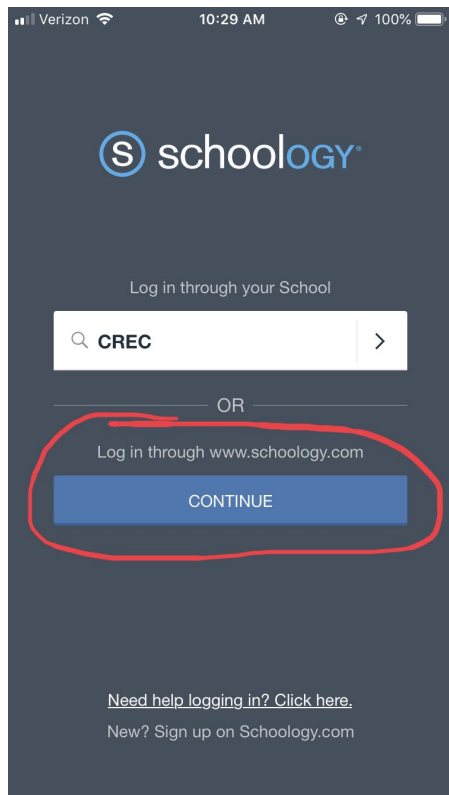 Verizon 10:29 AM 100%
S schoology®
Log in through your School
CREC
OR
Log in through www.schoology.com
CONTINUE
Need help logging in? Click here.
New? Sign up on Schoology.com